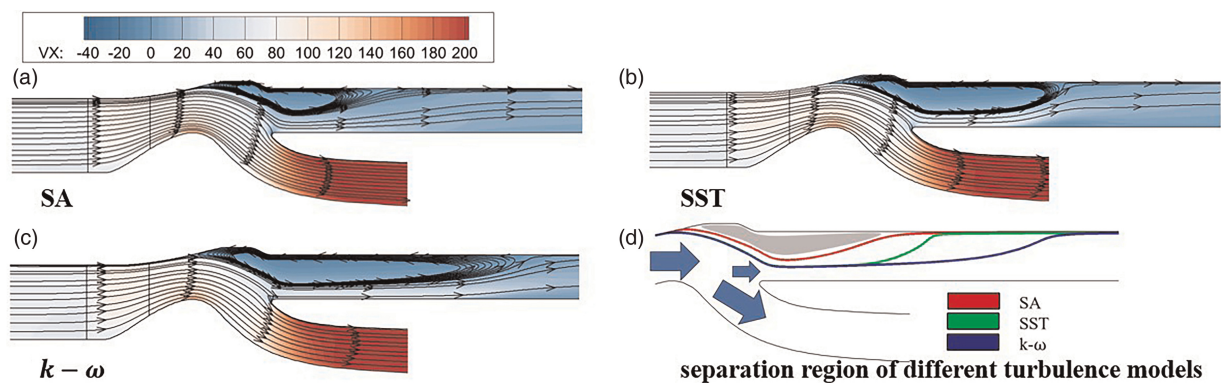 VX: -40 -20 0 20 40 60 80 100 120 140 160 180 200
(a)
(b)
SA
SST
(c)
(d)
SA
SST
k-ω
k − ω
separation region of different turbulence models